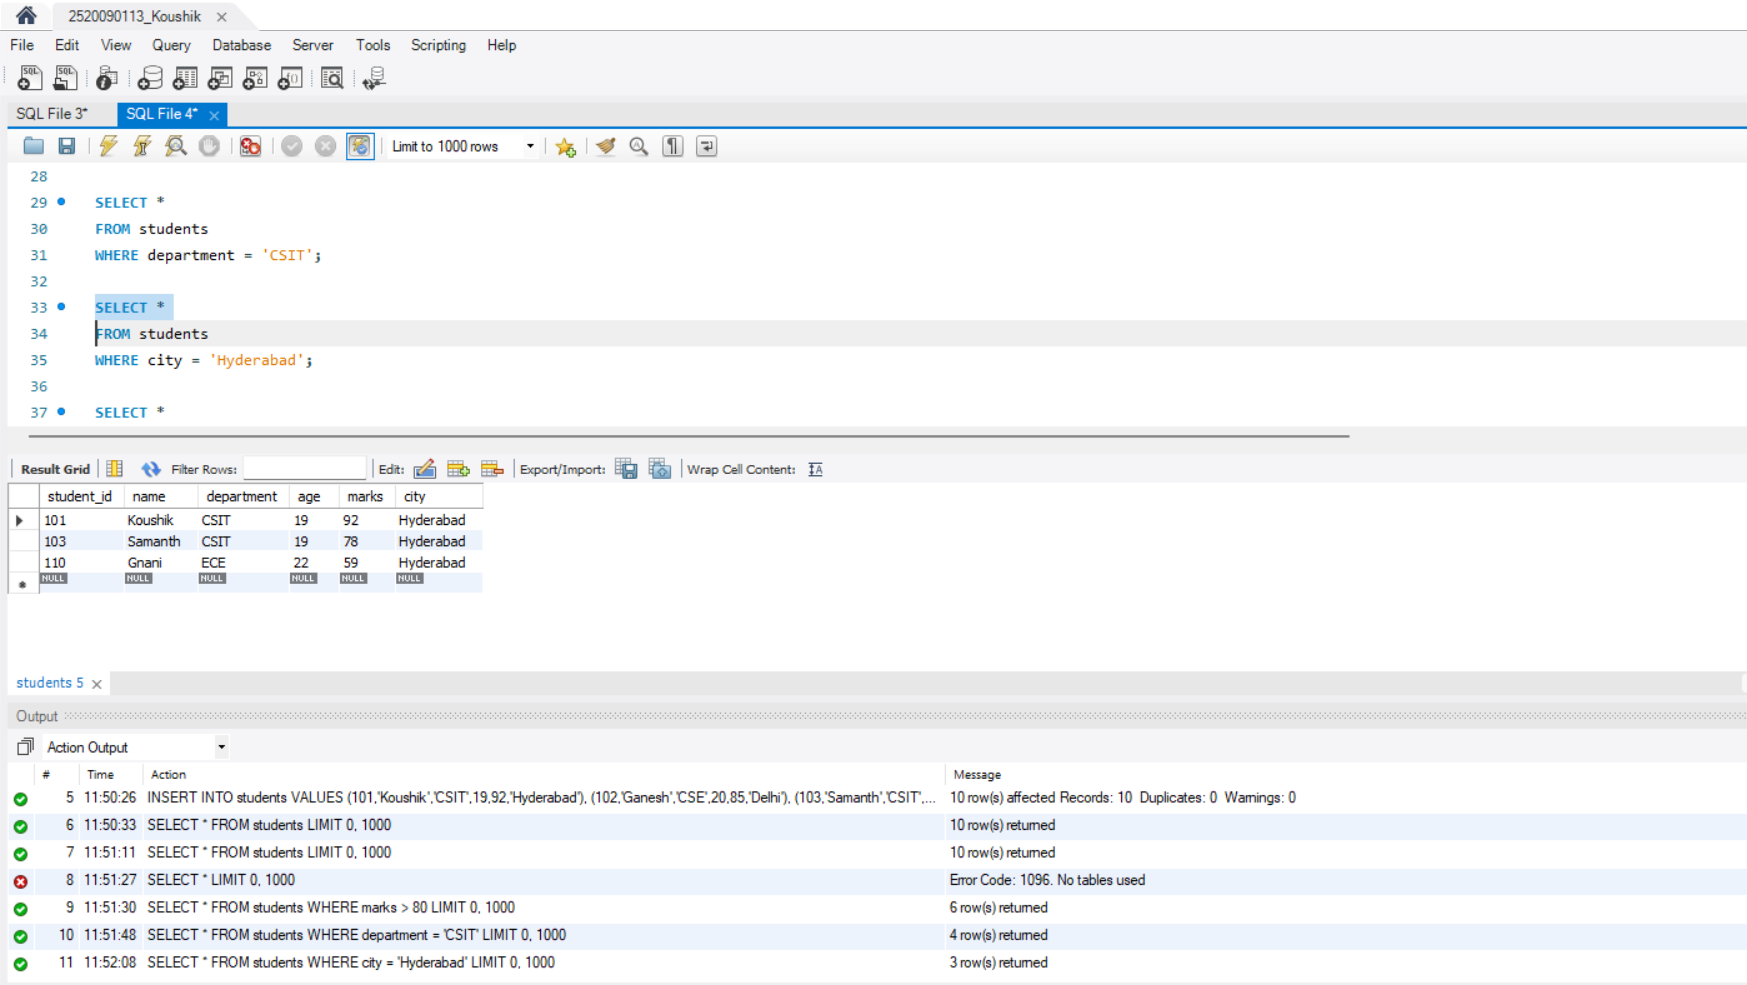 2520090113_Koushik ×
File Edit View Query Database Server Tools Scripting Help
SQL File 3* SQL File 4* ×
Limit to 1000 rows
28
29 SELECT *
30 FROM students
31 WHERE department = 'CSIT';
32
33 SELECT *
34 FROM students
35 WHERE city = 'Hyderabad';
36
37 SELECT *
Result Grid Filter Rows: Edit: Export/Import: Wrap Cell Content:
student_id name department age marks city
101 Koushik CSIT 19 92 Hyderabad
103 Samanth CSIT 19 78 Hyderabad
110 Gnani ECE 22 59 Hyderabad
NULL NULL NULL NULL NULL NULL
students 5 ×
Output
Action Output
# Time Action Message
5 11:50:26 INSERT INTO students VALUES (101,'Koushik','CSIT',19,92,'Hyderabad'), (102,'Ganesh','CSE',20,85,'Delhi'), (103,'Samanth','CSIT',... 10 row(s) affected Records: 10 Duplicates: 0 Warnings: 0
6 11:50:33 SELECT * FROM students LIMIT 0, 1000 10 row(s) returned
7 11:51:11 SELECT * FROM students LIMIT 0, 1000 10 row(s) returned
8 11:51:27 SELECT * LIMIT 0, 1000 Error Code: 1096. No tables used
9 11:51:30 SELECT * FROM students WHERE marks > 80 LIMIT 0, 1000 6 row(s) returned
10 11:51:48 SELECT * FROM students WHERE department = 'CSIT' LIMIT 0, 1000 4 row(s) returned
11 11:52:08 SELECT * FROM students WHERE city = 'Hyderabad' LIMIT 0, 1000 3 row(s) returned